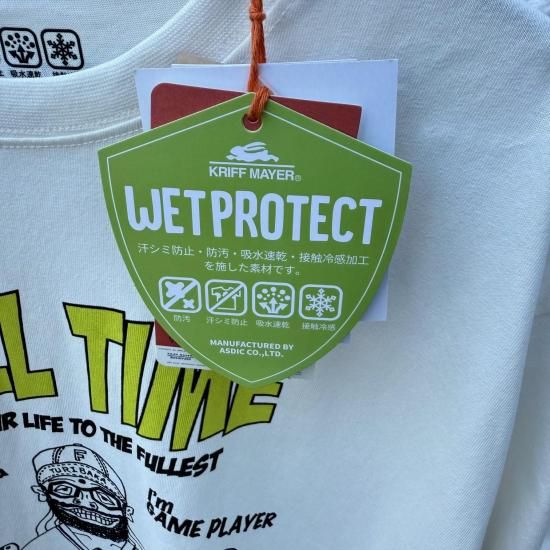 吸水速乾
KRIFF MAYER®
WETPROTECT
汗シミ防止・防汚・吸水速乾・接触冷感加工
を施した素材です。
防汚 汗シミ防止 吸水速乾 接触冷感
MANUFACTURED BY
ASDIC CO.,LTD.
LL TIME
R LIFE TO THE FULLEST
F
TURIBAKA
I'm
GAME PLAYER